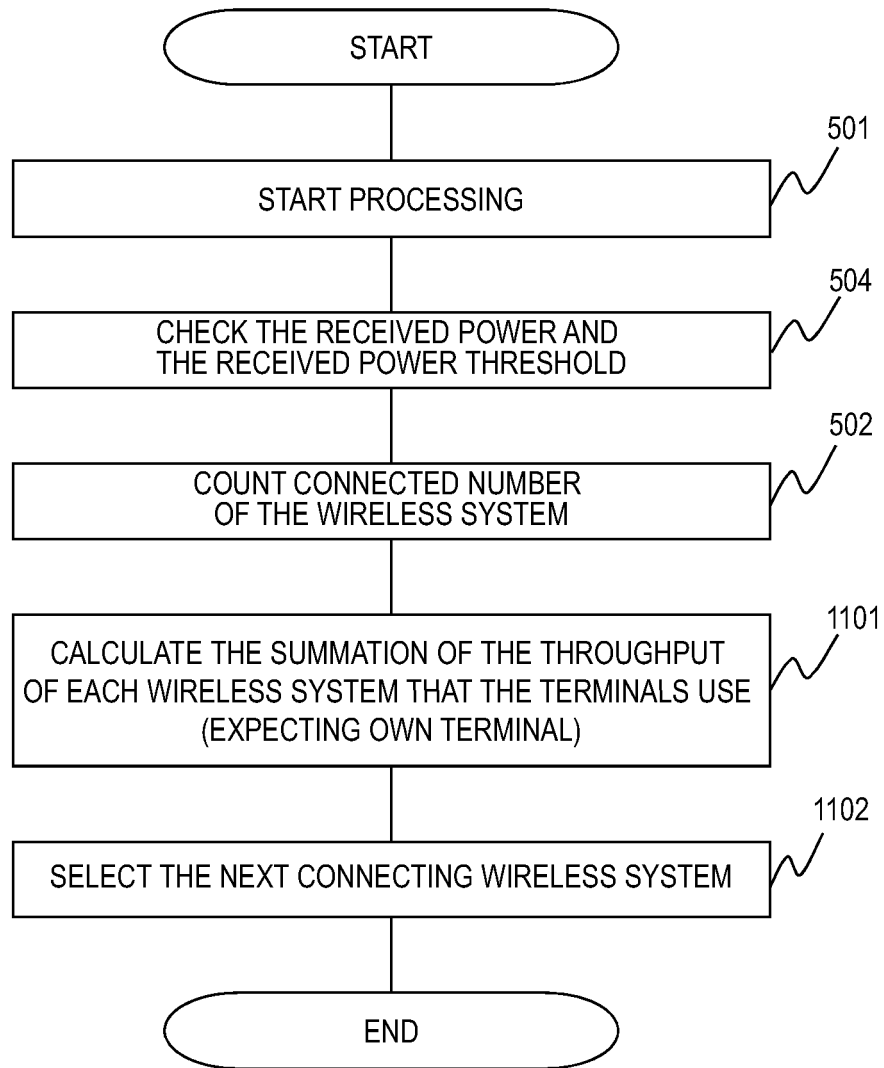 START
501
START PROCESSING
504
CHECK THE RECEIVED POWER AND
THE RECEIVED POWER THRESHOLD
502
COUNT CONNECTED NUMBER
OF THE WIRELESS SYSTEM
1101
CALCULATE THE SUMMATION OF THE THROUGHPUT
OF EACH WIRELESS SYSTEM THAT THE TERMINALS USE
(EXPECTING OWN TERMINAL)
1102
SELECT THE NEXT CONNECTING WIRELESS SYSTEM
END